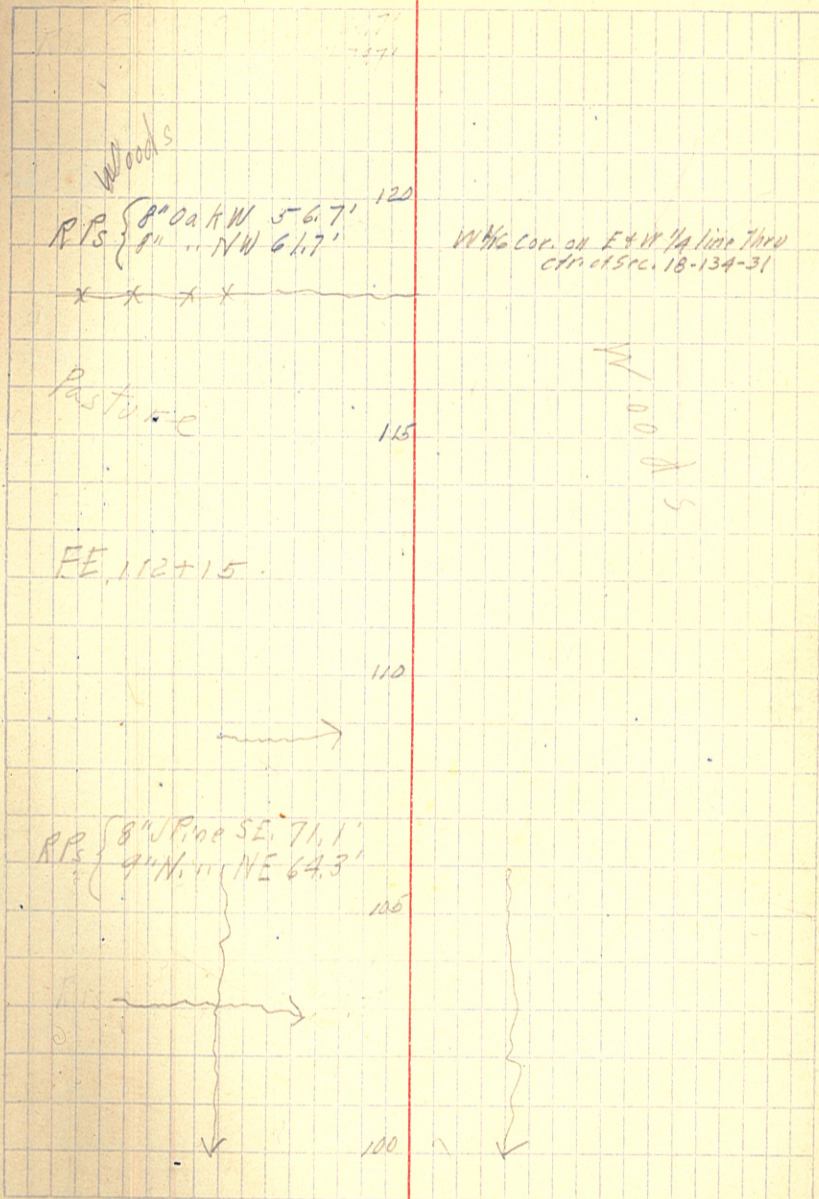 Woods
120
RPs { 8" Oak W 56.7'
8" " NW 61.7'
W 1/16 Cor. on E & W 1/4 line Thru
ctr. of Sec. 18-134-31
Woods
Pasture
115
F.E. 112+15
110
RPs { 8" J Pine SE. 71.1'
9" N. " NE 64.3'
105
100